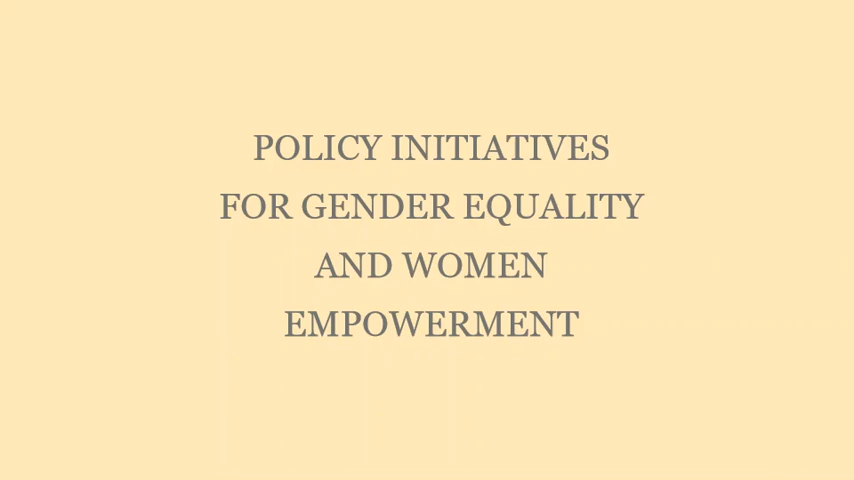 POLICY INITIATIVES
FOR GENDER EQUALITY
AND WOMEN
EMPOWERMENT